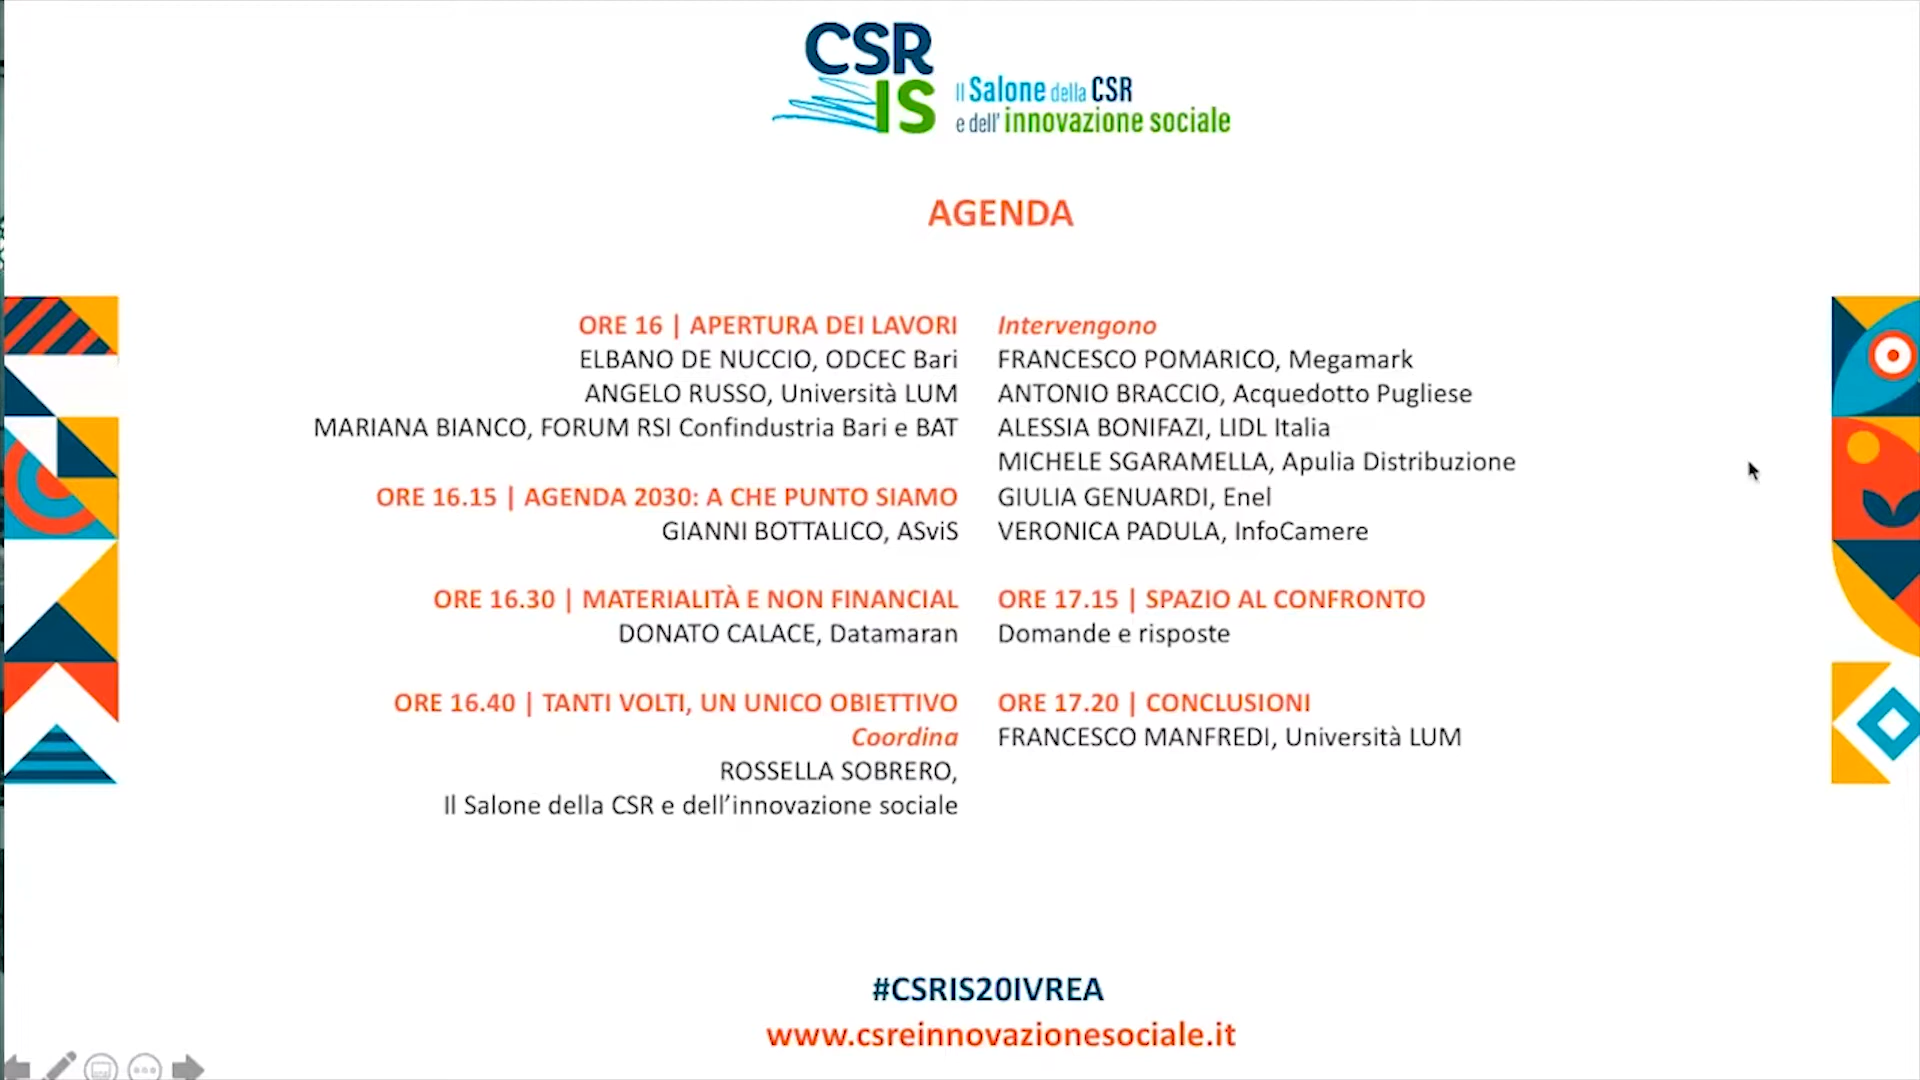 CSR
IS
Il Salone della CSR
e dell' innovazione sociale
AGENDA
ORE 16 | APERTURA DEI LAVORI
ELBANO DE NUCCIO, ODCEC Bari
ANGELO RUSSO, Università LUM
MARIANA BIANCO, FORUM RSI Confindustria Bari e BAT
ORE 16.15 | AGENDA 2030: A CHE PUNTO SIAMO
GIANNI BOTTALICO, ASviS
ORE 16.30 | MATERIALITÀ E NON FINANCIAL
DONATO CALACE, Datamaran
ORE 16.40 | TANTI VOLTI, UN UNICO OBIETTIVO
Coordina
ROSSELLA SOBRERO,
Il Salone della CSR e dell’innovazione sociale
Intervengono
FRANCESCO POMARICO, Megamark
ANTONIO BRACCIO, Acquedotto Pugliese
ALESSIA BONIFAZI, LIDL Italia
MICHELE SGARAMELLA, Apulia Distribuzione
GIULIA GENUARDI, Enel
VERONICA PADULA, InfoCamere
ORE 17.15 | SPAZIO AL CONFRONTO
Domande e risposte
ORE 17.20 | CONCLUSIONI
FRANCESCO MANFREDI, Università LUM
#CSRIS20IVREA
www.csreinnovazionesociale.it